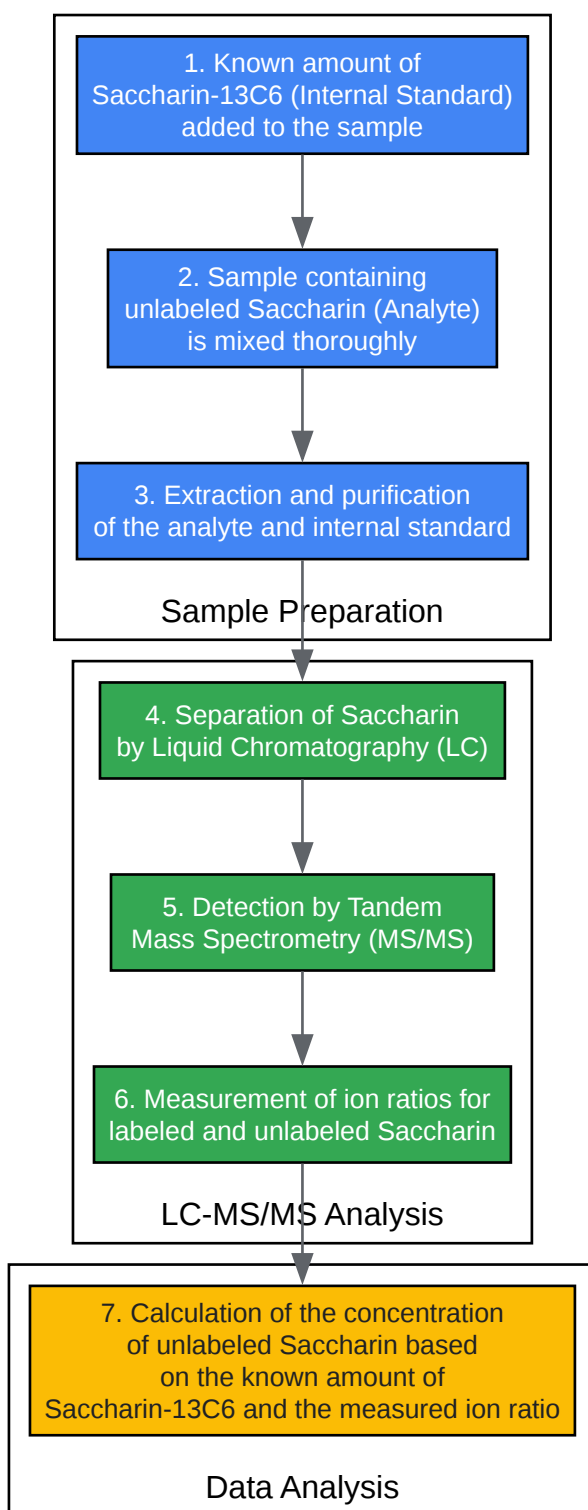 1. Known amount of
Saccharin-13C6 (Internal Standard)
added to the sample
2. Sample containing
unlabeled Saccharin (Analyte)
is mixed thoroughly
3. Extraction and purification
of the analyte and internal standard
Sample Preparation
4. Separation of Saccharin
by Liquid Chromatography (LC)
5. Detection by Tandem
Mass Spectrometry (MS/MS)
6. Measurement of ion ratios for
labeled and unlabeled Saccharin
LC-MS/MS Analysis
7. Calculation of the concentration
of unlabeled Saccharin based
on the known amount of
Saccharin-13C6 and the measured ion ratio
Data Analysis